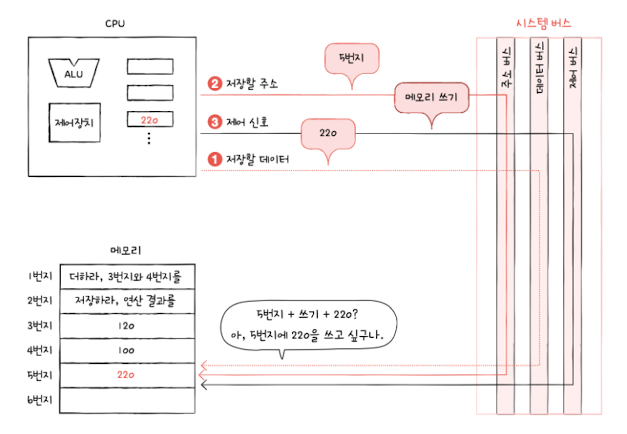 CPU
시스템 버스
ALU
제어장치
220
5번지
❷ 저장할 주소
메모리 쓰기
❸ 제어 신호
220
❶ 저장할 데이터
주소 버스
데이터 버스
제어 버스
메모리
1번지 더하라, 3번지와 4번지를
2번지 저장하라, 연산 결과를
3번지 120
4번지 100
5번지 220
6번지
5번지 + 쓰기 + 220?
아, 5번지에 220을 쓰고 싶구나.